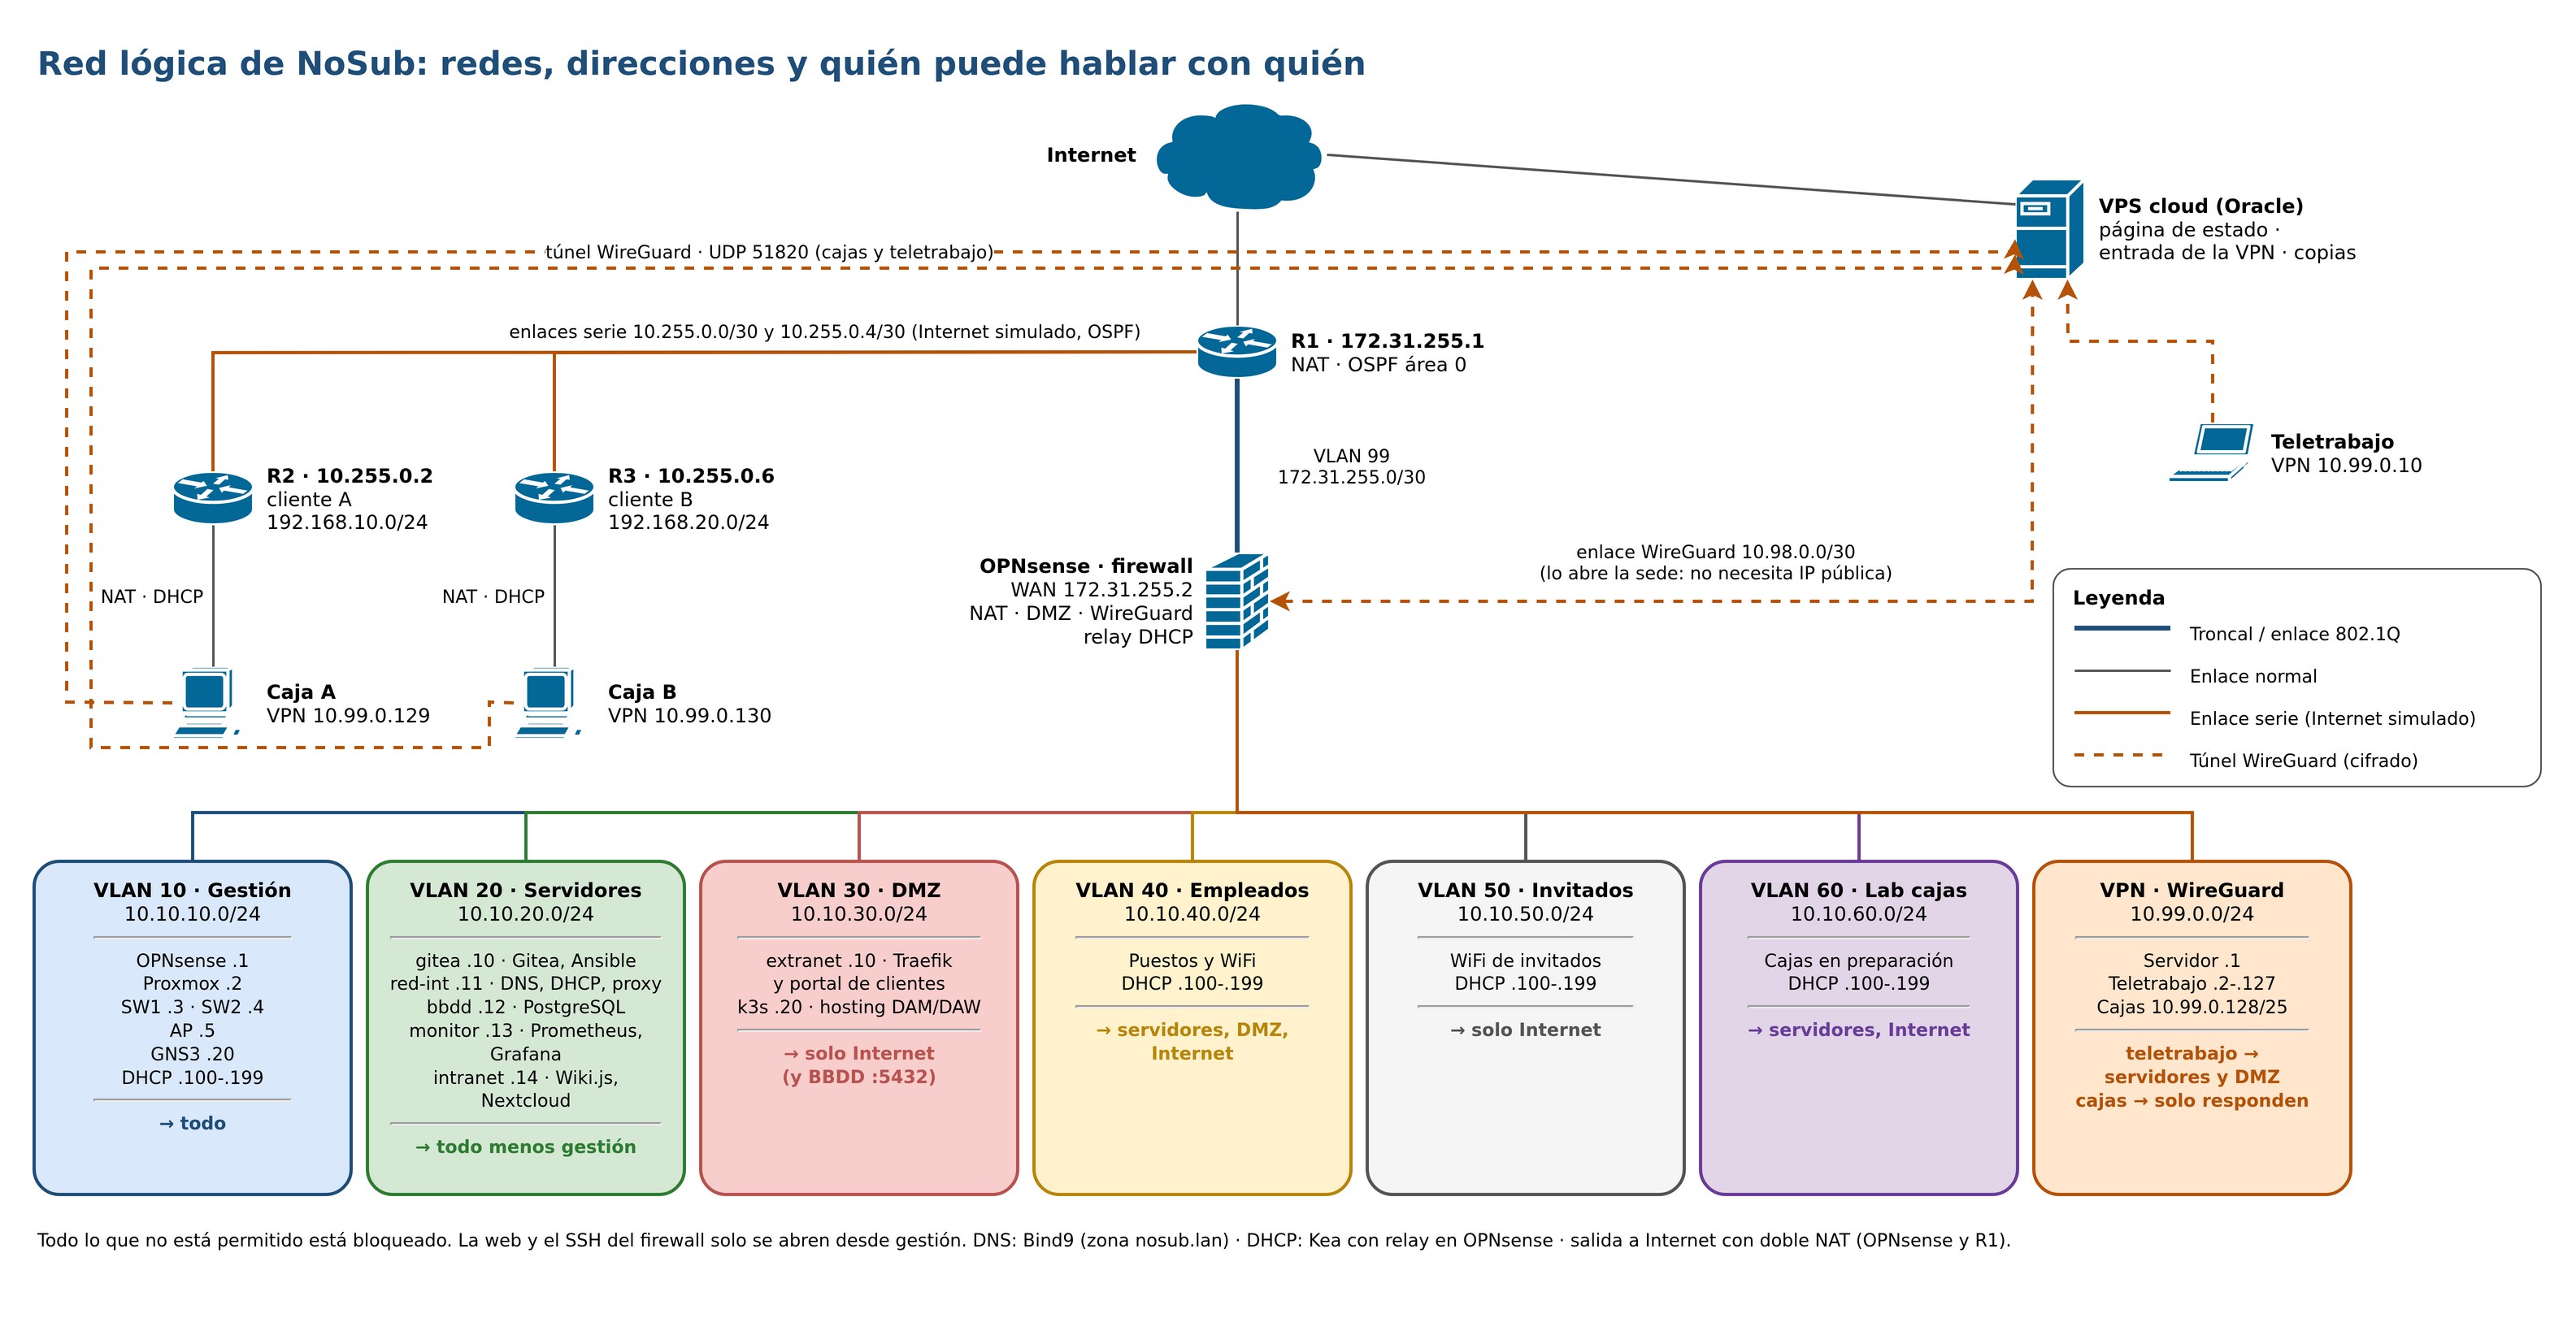 Red lógica de NoSub: redes, direcciones y quién puede hablar con quién
Internet
VPS cloud (Oracle)
página de estado ·
entrada de la VPN · copias
túnel WireGuard · UDP 51820 (cajas y teletrabajo)
enlaces serie 10.255.0.0/30 y 10.255.0.4/30 (Internet simulado, OSPF)
R1 · 172.31.255.1
NAT · OSPF área 0
VLAN 99
172.31.255.0/30
R2 · 10.255.0.2
cliente A
192.168.10.0/24
R3 · 10.255.0.6
cliente B
192.168.20.0/24
Teletrabajo
VPN 10.99.0.10
NAT · DHCP
NAT · DHCP
OPNsense · firewall
WAN 172.31.255.2
NAT · DMZ · WireGuard
relay DHCP
enlace WireGuard 10.98.0.0/30
(lo abre la sede: no necesita IP pública)
Caja A
VPN 10.99.0.129
Caja B
VPN 10.99.0.130
Leyenda
Troncal / enlace 802.1Q
Enlace normal
Enlace serie (Internet simulado)
Túnel WireGuard (cifrado)
VLAN 10 · Gestión
10.10.10.0/24
OPNsense .1
Proxmox .2
SW1 .3 · SW2 .4
AP .5
GNS3 .20
DHCP .100-.199
→ todo
VLAN 20 · Servidores
10.10.20.0/24
gitea .10 · Gitea, Ansible
red-int .11 · DNS, DHCP, proxy
bbdd .12 · PostgreSQL
monitor .13 · Prometheus,
Grafana
intranet .14 · Wiki.js,
Nextcloud
→ todo menos gestión
VLAN 30 · DMZ
10.10.30.0/24
extranet .10 · Traefik
y portal de clientes
k3s .20 · hosting DAM/DAW
→ solo Internet
(y BBDD :5432)
VLAN 40 · Empleados
10.10.40.0/24
Puestos y WiFi
DHCP .100-.199
→ servidores, DMZ,
Internet
VLAN 50 · Invitados
10.10.50.0/24
WiFi de invitados
DHCP .100-.199
→ solo Internet
VLAN 60 · Lab cajas
10.10.60.0/24
Cajas en preparación
DHCP .100-.199
→ servidores, Internet
VPN · WireGuard
10.99.0.0/24
Servidor .1
Teletrabajo .2-.127
Cajas 10.99.0.128/25
teletrabajo →
servidores y DMZ
cajas → solo responden
Todo lo que no está permitido está bloqueado. La web y el SSH del firewall solo se abren desde gestión. DNS: Bind9 (zona nosub.lan) · DHCP: Kea con relay en OPNsense · salida a Internet con doble NAT (OPNsense y R1).